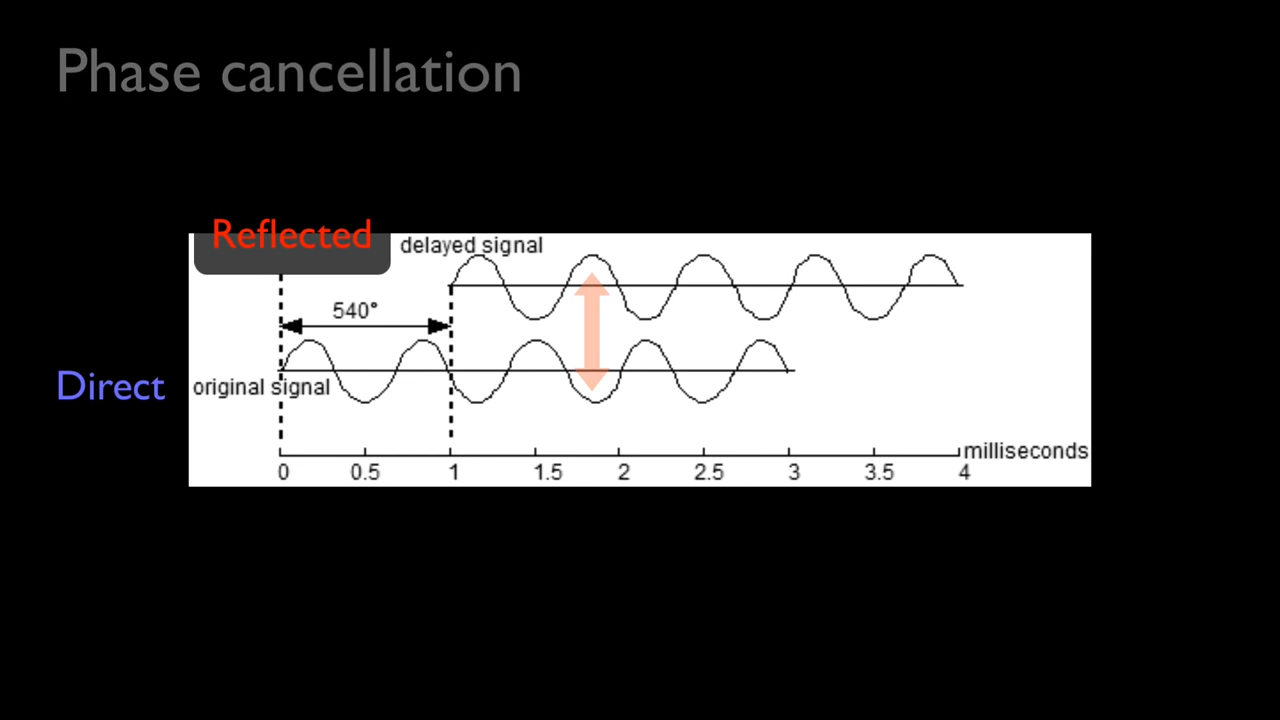 Phase cancellation
Reflected
delayed signal
540°
Direct
original signal
milliseconds
0 0.5 1 1.5 2 2.5 3 3.5 4